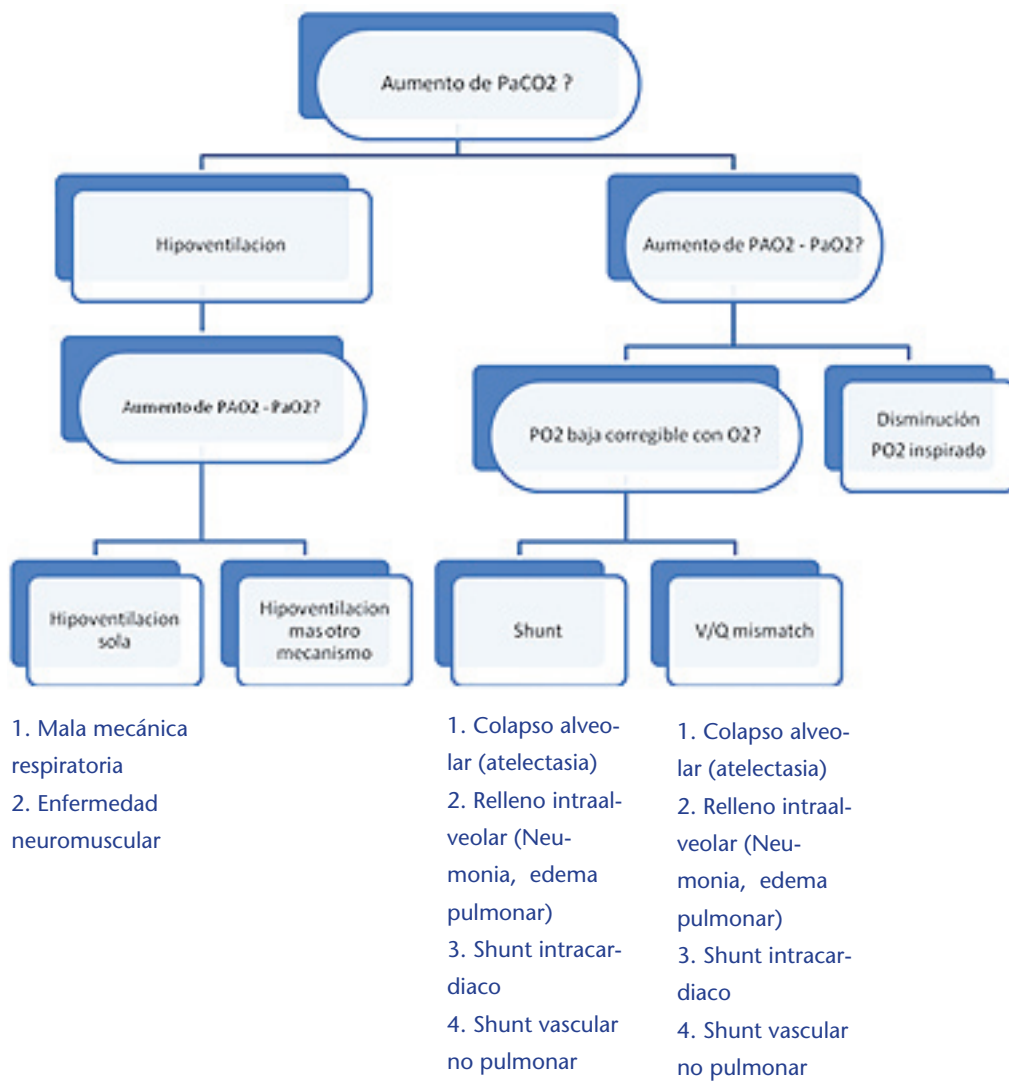 Aumento de PaCO2 ?
Hipoventilacion
Aumento de PAO2 - PaO2?
Aumento de PAO2 - PaO2?
PO2 baja corregible con O2?
Disminución
PO2 inspirado
Hipoventilacion
sola
Hipoventilacion
mas otro
mecanismo
Shunt
V/Q mismatch
1. Mala mecánica
respiratoria
2. Enfermedad
neuromuscular
1. Colapso alveo-
lar (atelectasia)
2. Relleno intraal-
veolar (Neu-
monia, edema
pulmonar)
3. Shunt intracar-
diaco
4. Shunt vascular
no pulmonar
1. Colapso alveo-
lar (atelectasia)
2. Relleno intraal-
veolar (Neu-
monia, edema
pulmonar)
3. Shunt intracar-
diaco
4. Shunt vascular
no pulmonar